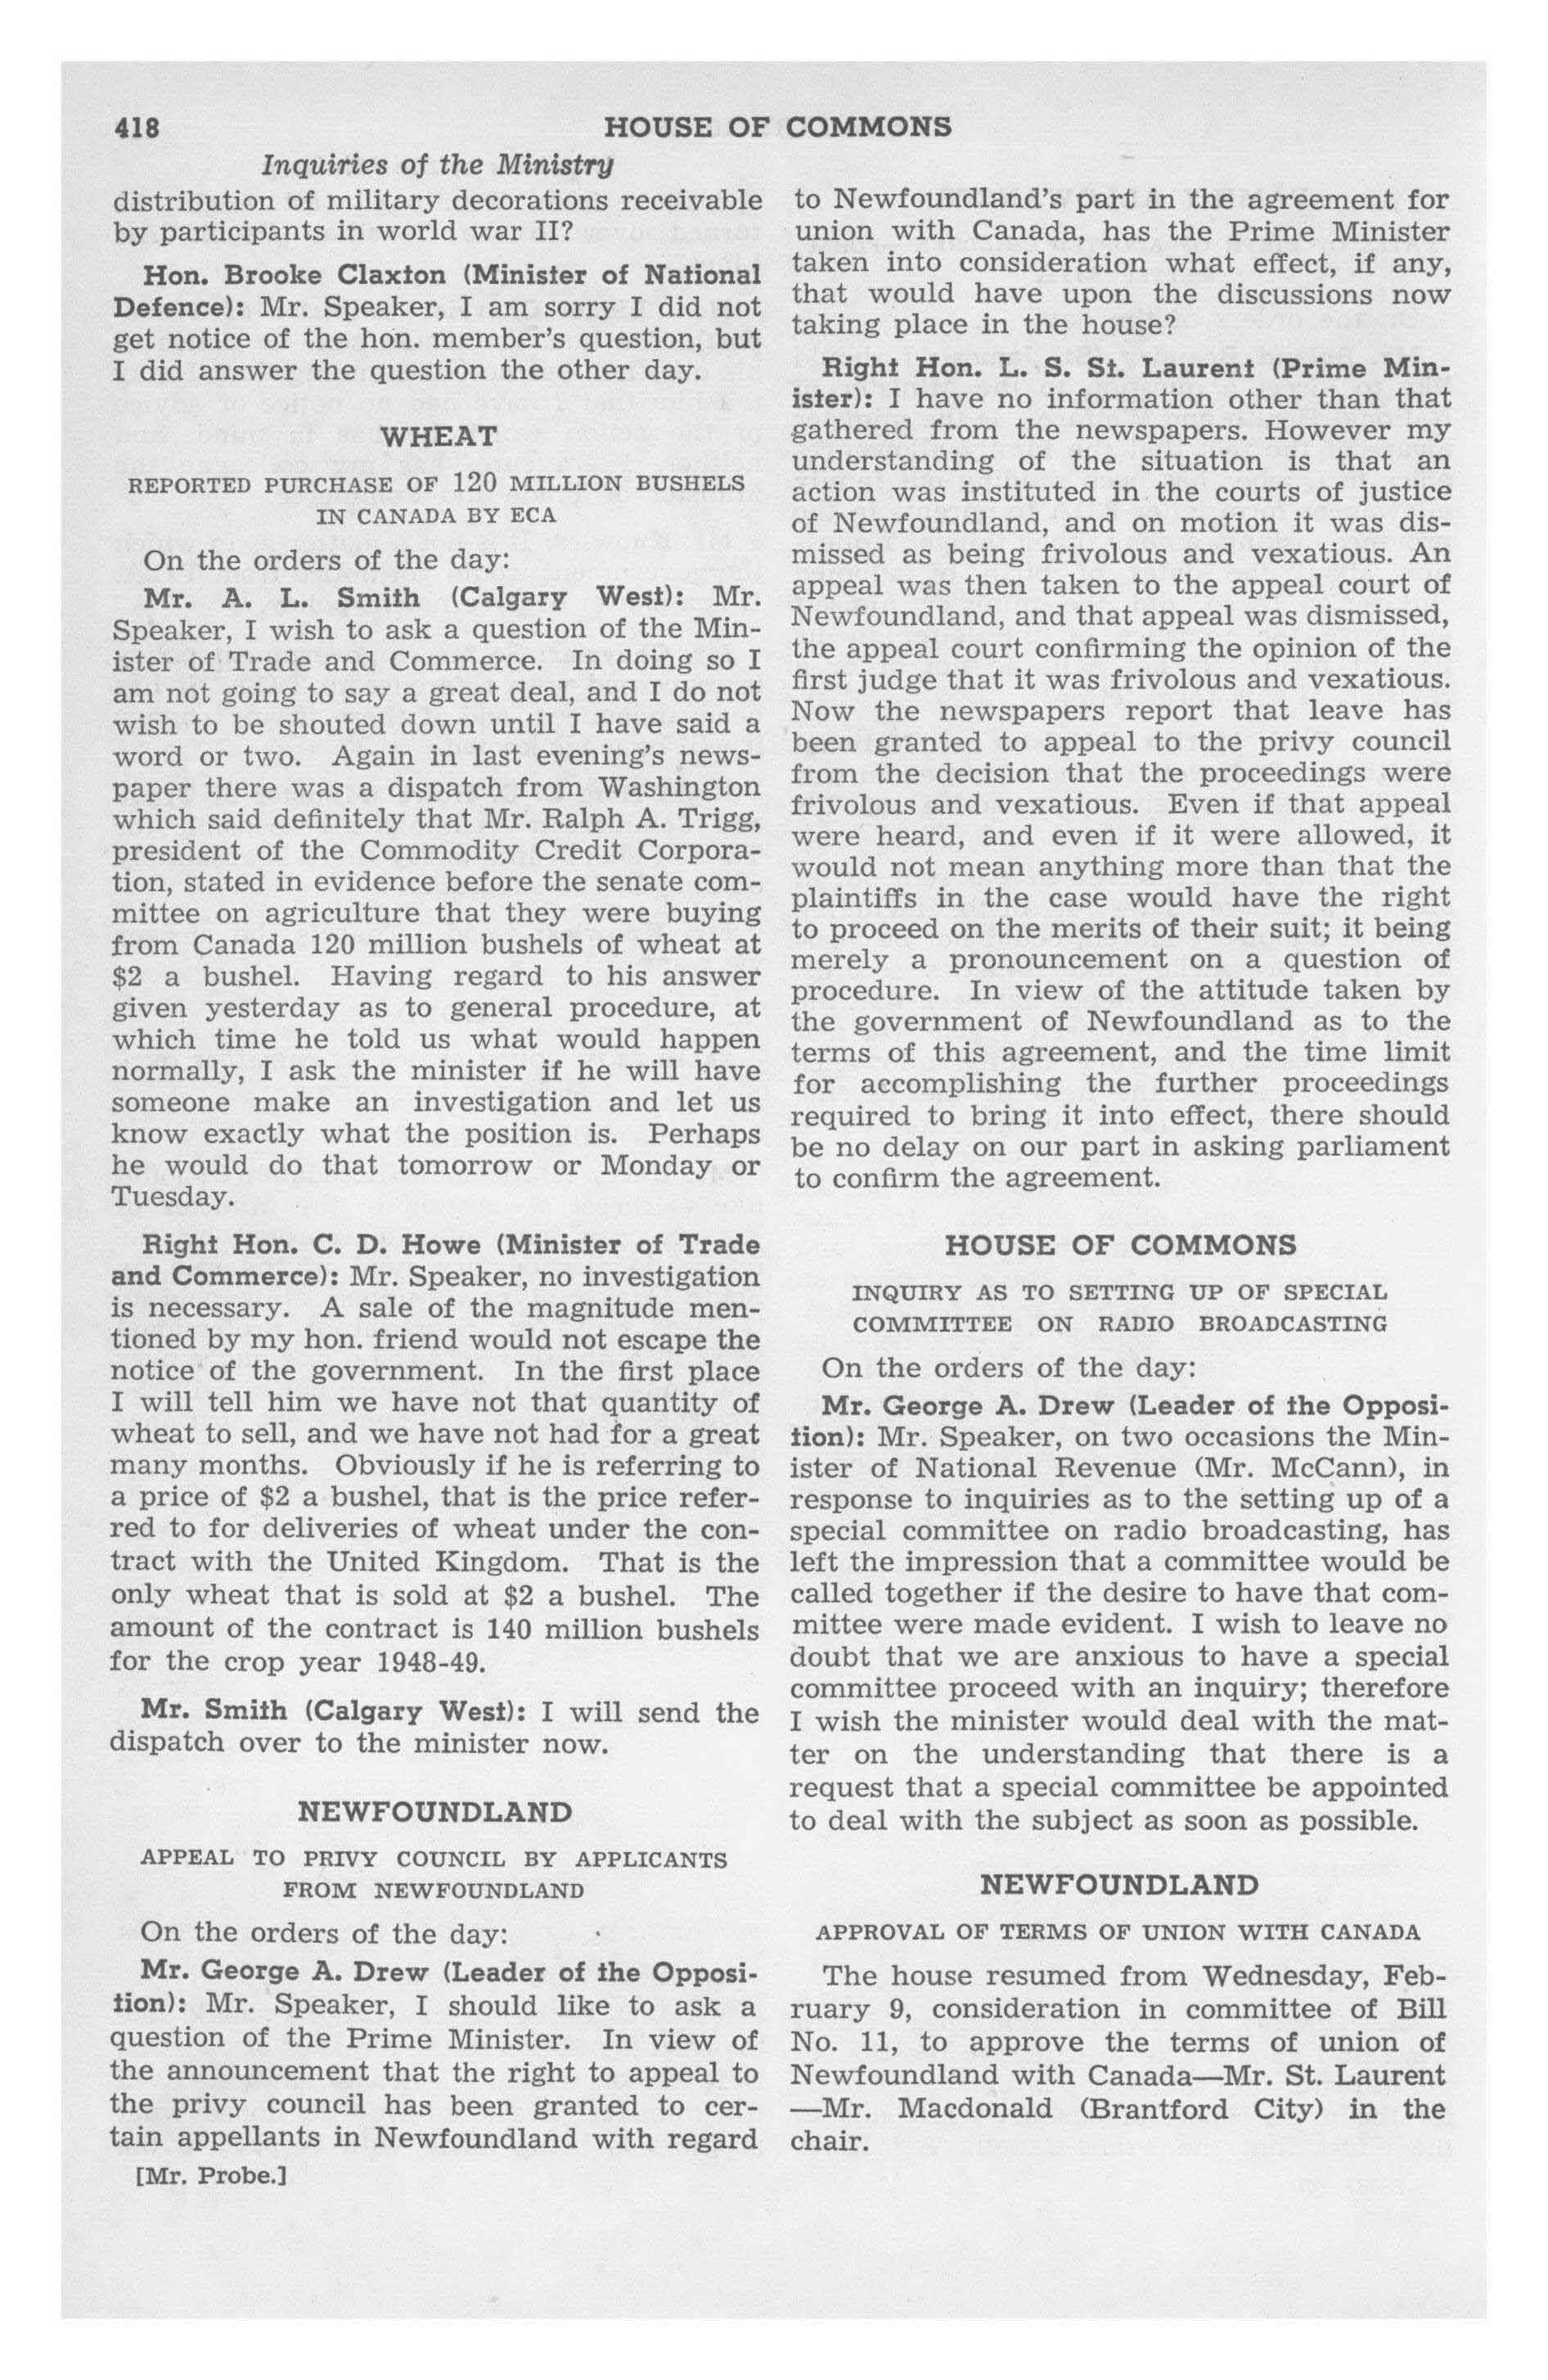 418
HOUSE OF COMMONS
Inquiries of the Ministry
distribution of military decorations receivable
by participants in world war II?
Hon. Brooke Claxton (Minister of National
Defence): Mr. Speaker, I am sorry I did not
get notice of the hon. member's question, but
I did answer the question the other day.
WHEAT
REPORTED PURCHASE OF 120 MILLION BUSHELS
IN CANADA BY ECA
On the orders of the day:
Mr. A. L. Smith (Calgary West): Mr.
Speaker, I wish to ask a question of the Min-
ister of Trade and Commerce. In doing so I
am not going to say a great deal, and I do not
wish to be shouted down until I have said a
word or two. Again in last evening's news-
paper there was a dispatch from Washington
which said definitely that Mr. Ralph A. Trigg,
president of the Commodity Credit Corpora-
tion, stated in evidence before the senate com-
mittee on agriculture that they were buying
from Canada 120 million bushels of wheat at
$2 a bushel. Having regard to his answer
given yesterday as to general procedure, at
which time he told us what would happen
normally, I ask the minister if he will have
someone make an investigation and let us
know exactly what the position is. Perhaps
he would do that tomorrow or Monday or
Tuesday.
Right Hon. C. D. Howe (Minister of Trade
and Commerce): Mr. Speaker, no investigation
is necessary. A sale of the magnitude men-
tioned by my hon. friend would not escape the
notice of the government. In the first place
I will tell him we have not that quantity of
wheat to sell, and we have not had for a great
many months. Obviously if he is referring to
a price of $2 a bushel, that is the price refer-
red to for deliveries of wheat under the con-
tract with the United Kingdom. That is the
only wheat that is sold at $2 a bushel. The
amount of the contract is 140 million bushels
for the crop year 1948-49.
Mr. Smith (Calgary West): I will send the
dispatch over to the minister now.
NEWFOUNDLAND
APPEAL TO PRIVY COUNCIL BY APPLICANTS
FROM NEWFOUNDLAND
On the orders of the day:
Mr. George A. Drew (Leader of the Opposi-
tion): Mr. Speaker, I should like to ask a
question of the Prime Minister. In view of
the announcement that the right to appeal to
the privy council has been granted to cer-
tain appellants in Newfoundland with regard
[Mr. Probe.]
to Newfoundland's part in the agreement for
union with Canada, has the Prime Minister
taken into consideration what effect, if any,
that would have upon the discussions now
taking place in the house?
Right Hon. L. S. St. Laurent (Prime Min-
ister): I have no information other than that
gathered from the newspapers. However my
understanding of the situation is that an
action was instituted in the courts of justice
of Newfoundland, and on motion it was dis-
missed as being frivolous and vexatious. An
appeal was then taken to the appeal court of
Newfoundland, and that appeal was dismissed,
the appeal court confirming the opinion of the
first judge that it was frivolous and vexatious.
Now the newspapers report that leave has
been granted to appeal to the privy council
from the decision that the proceedings were
frivolous and vexatious. Even if that appeal
were heard, and even if it were allowed, it
would not mean anything more than that the
plaintiffs in the case would have the right
to proceed on the merits of their suit; it being
merely a pronouncement on a question of
procedure. In view of the attitude taken by
the government of Newfoundland as to the
terms of this agreement, and the time limit
for accomplishing the further proceedings
required to bring it into effect, there should
be no delay on our part in asking parliament
to confirm the agreement.
HOUSE OF COMMONS
INQUIRY AS TO SETTING UP OF SPECIAL
COMMITTEE ON RADIO BROADCASTING
On the orders of the day:
Mr. George A. Drew (Leader of the Opposi-
tion): Mr. Speaker, on two occasions the Min-
ister of National Revenue (Mr. McCann), in
response to inquiries as to the setting up of a
special committee on radio broadcasting, has
left the impression that a committee would be
called together if the desire to have that com-
mittee were made evident. I wish to leave no
doubt that we are anxious to have a special
committee proceed with an inquiry; therefore
I wish the minister would deal with the mat-
ter on the understanding that there is a
request that a special committee be appointed
to deal with the subject as soon as possible.
NEWFOUNDLAND
APPROVAL OF TERMS OF UNION WITH CANADA
The house resumed from Wednesday, Feb-
ruary 9, consideration in committee of Bill
No. 11, to approve the terms of union of
Newfoundland with Canada—Mr. St. Laurent
—Mr. Macdonald (Brantford City) in the
chair.